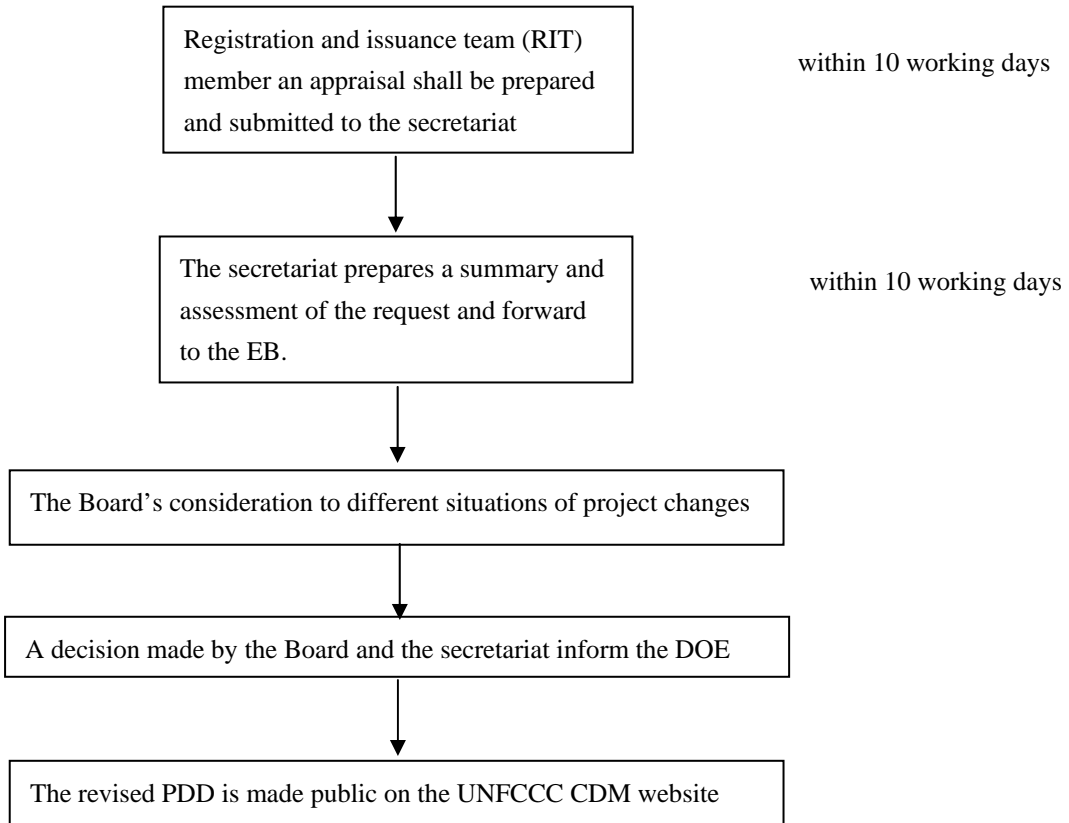 Registration and issuance team (RIT)
member an appraisal shall be prepared
and submitted to the secretariat
within 10 working days
The secretariat prepares a summary and
assessment of the request and forward
to the EB.
within 10 working days
The Board’s consideration to different situations of project changes
A decision made by the Board and the secretariat inform the DOE
The revised PDD is made public on the UNFCCC CDM website